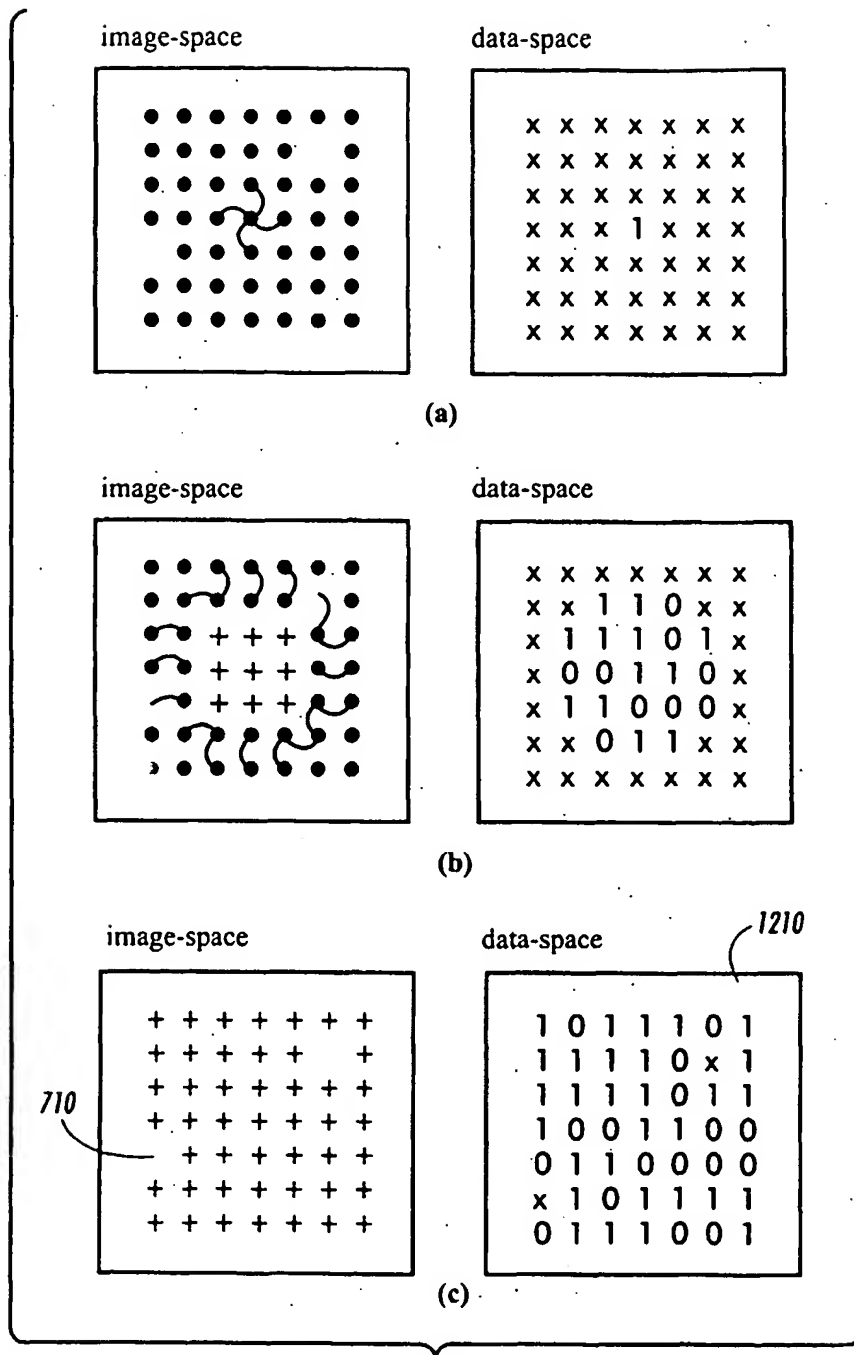 image-space data-space
x x x x x x x
x x x x x x x
x x x x x x x
x x x 1 x x x
x x x x x x x
x x x x x x x
x x x x x x x
(a)
image-space data-space
x x x x x x x
x x 1 1 0 x x
+ + + x 1 1 1 0 1 x
+ + + x 0 0 1 1 0 x
+ + + x 1 1 0 0 0 x
x x 0 1 1 x x
x x x x x x x
(b)
1210
image-space data-space
+ + + + + + + 1 0 1 1 1 0 1
+ + + + + + 1 1 1 1 0 x 1
+ + + + + + + 1 1 1 1 0 1 1
710
+ + + + + + + 1 0 0 1 1 0 0
+ + + + + + 0 1 1 0 0 0 0
+ + + + + + + x 1 0 1 1 1 1
+ + + + + + + 0 1 1 1 0 0 1
(c)